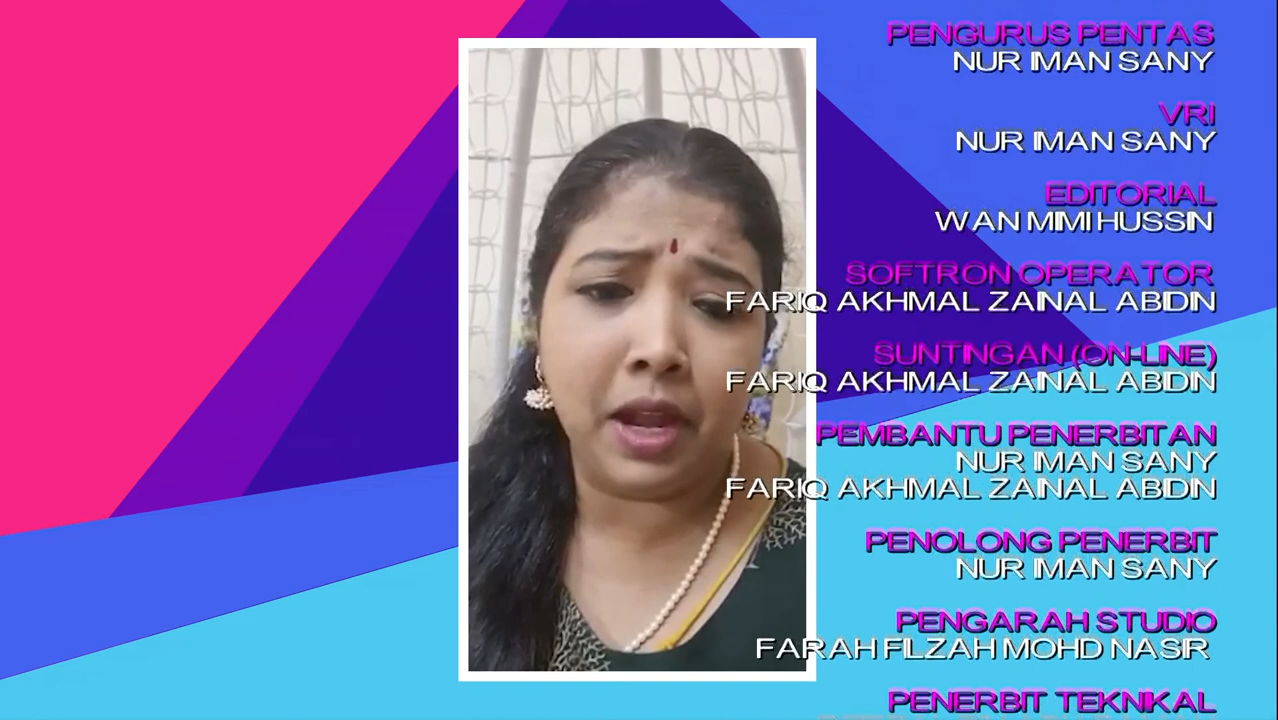 PENGURUS PENTAS
NUR IMAN SANY
VRI
NUR IMAN SANY
EDITORIAL
WAN MIMI HUSSIN
SOFTRON OPERATOR
FARIQ AKHMAL ZAINAL ABIDIN
SUNTINGAN (ON-LINE)
FARIQ AKHMAL ZAINAL ABIDIN
PEMBANTU PENERBITAN
NUR IMAN SANY
FARIQ AKHMAL ZAINAL ABIDIN
PENOLONG PENERBIT
NUR IMAN SANY
PENGARAH STUDIO
FARAH FILZAH MOHD NASIR
PENERBIT TEKNIKAL